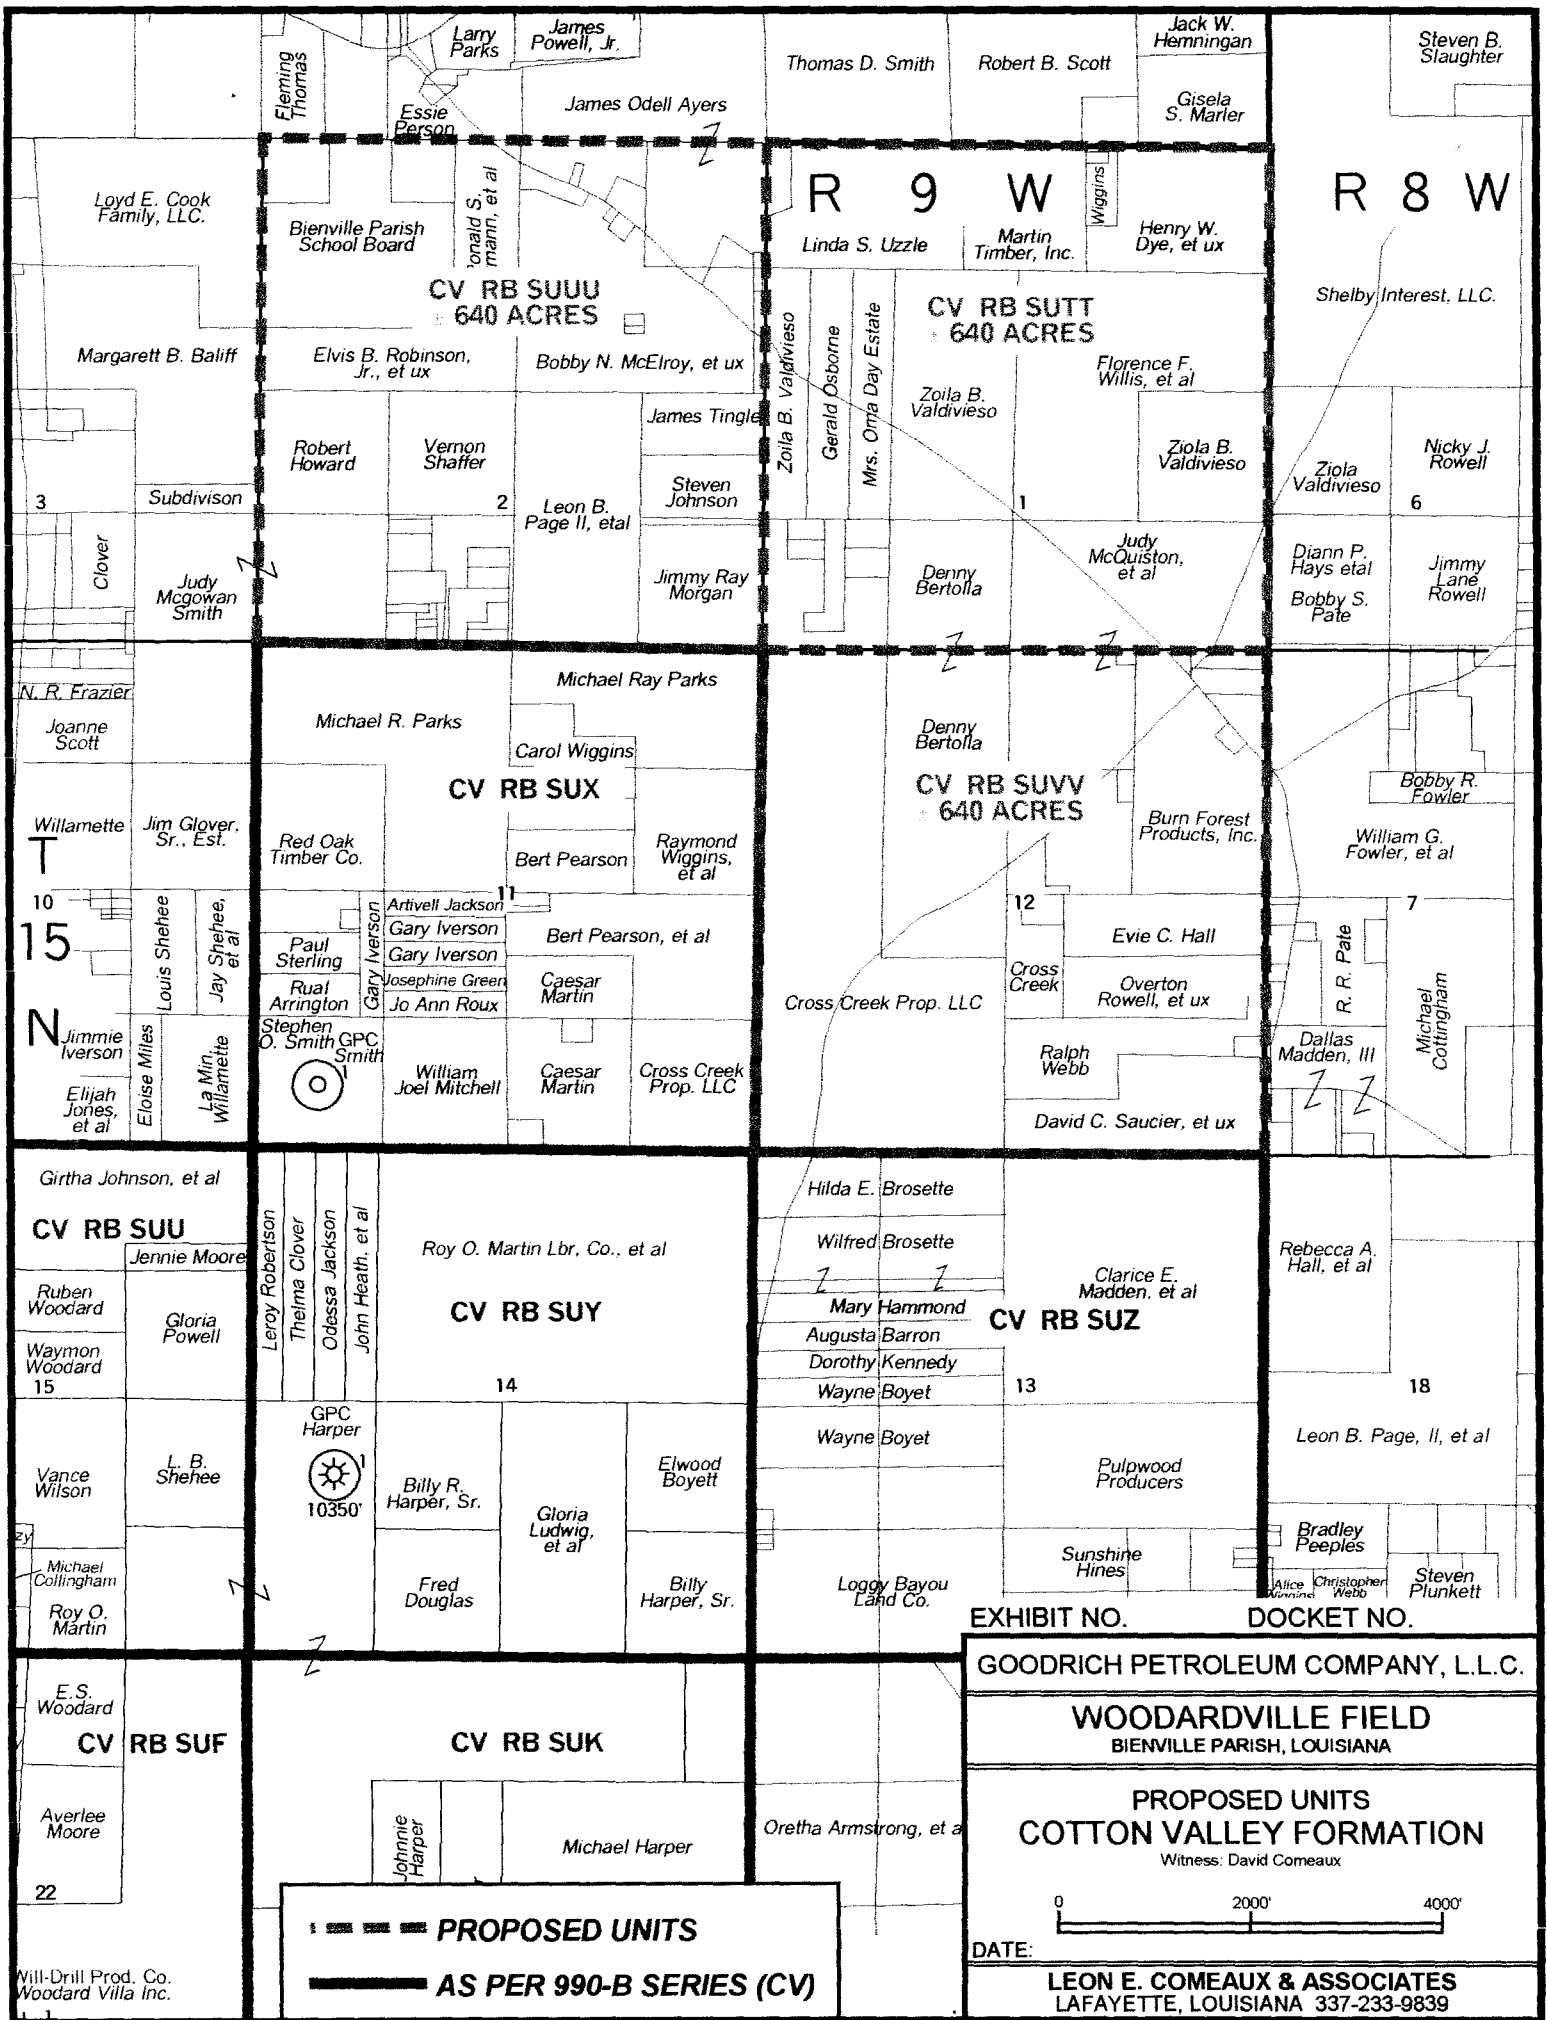 Fleming
Thomas
Larry
Parks
James
Powell, Jr.
Essie
Person
James Odell Ayers
Thomas D. Smith
Robert B. Scott
Jack W.
Hemningan
Gisela
S. Marler
Steven B.
Slaughter
Loyd E. Cook
Family, LLC.
Bienville Parish
School Board
R 9 W
Wiggins
R 8 W
Linda S. Uzzle
Martin
Timber, Inc.
Henry W.
Dye, et ux
CV RB SUUU
± 640 ACRES
CV RB SUTT
± 640 ACRES
Shelby Interest, LLC.
Margarett B. Baliff
Elvis B. Robinson,
Jr., et ux
Bobby N. McElroy, et ux
Zoila B. Valdivieso
Gerald Osborne
Mrs. Oma Day Estate
Zoila B.
Valdivieso
Florence F.
Willis, et al
Robert
Howard
Vernon
Shaffer
James Tingle
Ziola B.
Valdivieso
Ziola
Valdivieso
Nicky J.
Rowell
3
Subdivison
2
Leon B.
Page II, etal
Steven
Johnson
1
6
Clover
Judy
Mcgowan
Smith
Jimmy Ray
Morgan
Denny
Bertolla
Judy
McQuiston,
et al
Diann P.
Hays etal
Bobby S.
Pate
Jimmy
Lane
Rowell
N. R. Frazier
Joanne
Scott
Michael R. Parks
Michael Ray Parks
Carol Wiggins
Denny
Bertolla
CV RB SUX
CV RB SUVV
± 640 ACRES
Bobby R.
Fowler
Willamette
Jim Glover,
Sr., Est.
Red Oak
Timber Co.
Bert Pearson
Raymond
Wiggins,
et al
Burn Forest
Products, Inc.
William G.
Fowler, et al
T
10
15
N
Louis Shehee
Jay Shehee,
et al
Paul
Sterling
Rual
Arrington
Gary Iverson
11
Artivell Jackson
Gary Iverson
Gary Iverson
Josephine Green
Jo Ann Roux
Bert Pearson, et al
Caesar
Martin
12
Evie C. Hall
Cross
Creek
Overton
Rowell, et ux
Cross Creek Prop. LLC
7
R. R. Pate
Michael
Cottingham
Jimmie
Iverson
Elijah
Jones,
et al
Eloise Miles
La Min.
Willamette
Stephen
O. Smith
GPC
Smith
1
William
Joel Mitchell
Caesar
Martin
Cross Creek
Prop. LLC
Ralph
Webb
David C. Saucier, et ux
Dallas
Madden, III
Girtha Johnson, et al
CV RB SUU
Jennie Moore
Ruben
Woodard
Gloria
Powell
Waymon
Woodard
15
Leroy Robertson
Thelma Clover
Odessa Jackson
John Heath, et al
Roy O. Martin Lbr, Co., et al
CV RB SUY
14
Hilda E. Brosette
Wilfred Brosette
Mary Hammond
Augusta Barron
Dorothy Kennedy
Wayne Boyet
Wayne Boyet
Clarice E.
Madden, et al
CV RB SUZ
13
Rebecca A.
Hall, et al
18
Leon B. Page, II, et al
Vance
Wilson
L. B.
Shehee
GPC
Harper
1
10350'
Billy R.
Harper, Sr.
Gloria
Ludwig,
et al
Elwood
Boyett
Pulpwood
Producers
zy
Michael
Collingham
Roy O.
Martin
Fred
Douglas
Billy
Harper, Sr.
Loggy Bayou
Land Co.
Sunshine
Hines
Bradley
Peeples
Alice
Wiggins
Christopher
Webb
Steven
Plunkett
E.S.
Woodard
CV RB SUF
Averlee
Moore
22
Will-Drill Prod. Co.
Woodard Villa Inc.
1
CV RB SUK
Johnnie
Harper
Michael Harper
Oretha Armstrong, et a
PROPOSED UNITS
AS PER 990-B SERIES (CV)
EXHIBIT NO. DOCKET NO.
GOODRICH PETROLEUM COMPANY, L.L.C.
WOODARDVILLE FIELD
BIENVILLE PARISH, LOUISIANA
PROPOSED UNITS
COTTON VALLEY FORMATION
Witness: David Comeaux
0 2000' 4000'
DATE:
LEON E. COMEAUX & ASSOCIATES
LAFAYETTE, LOUISIANA 337-233-9839